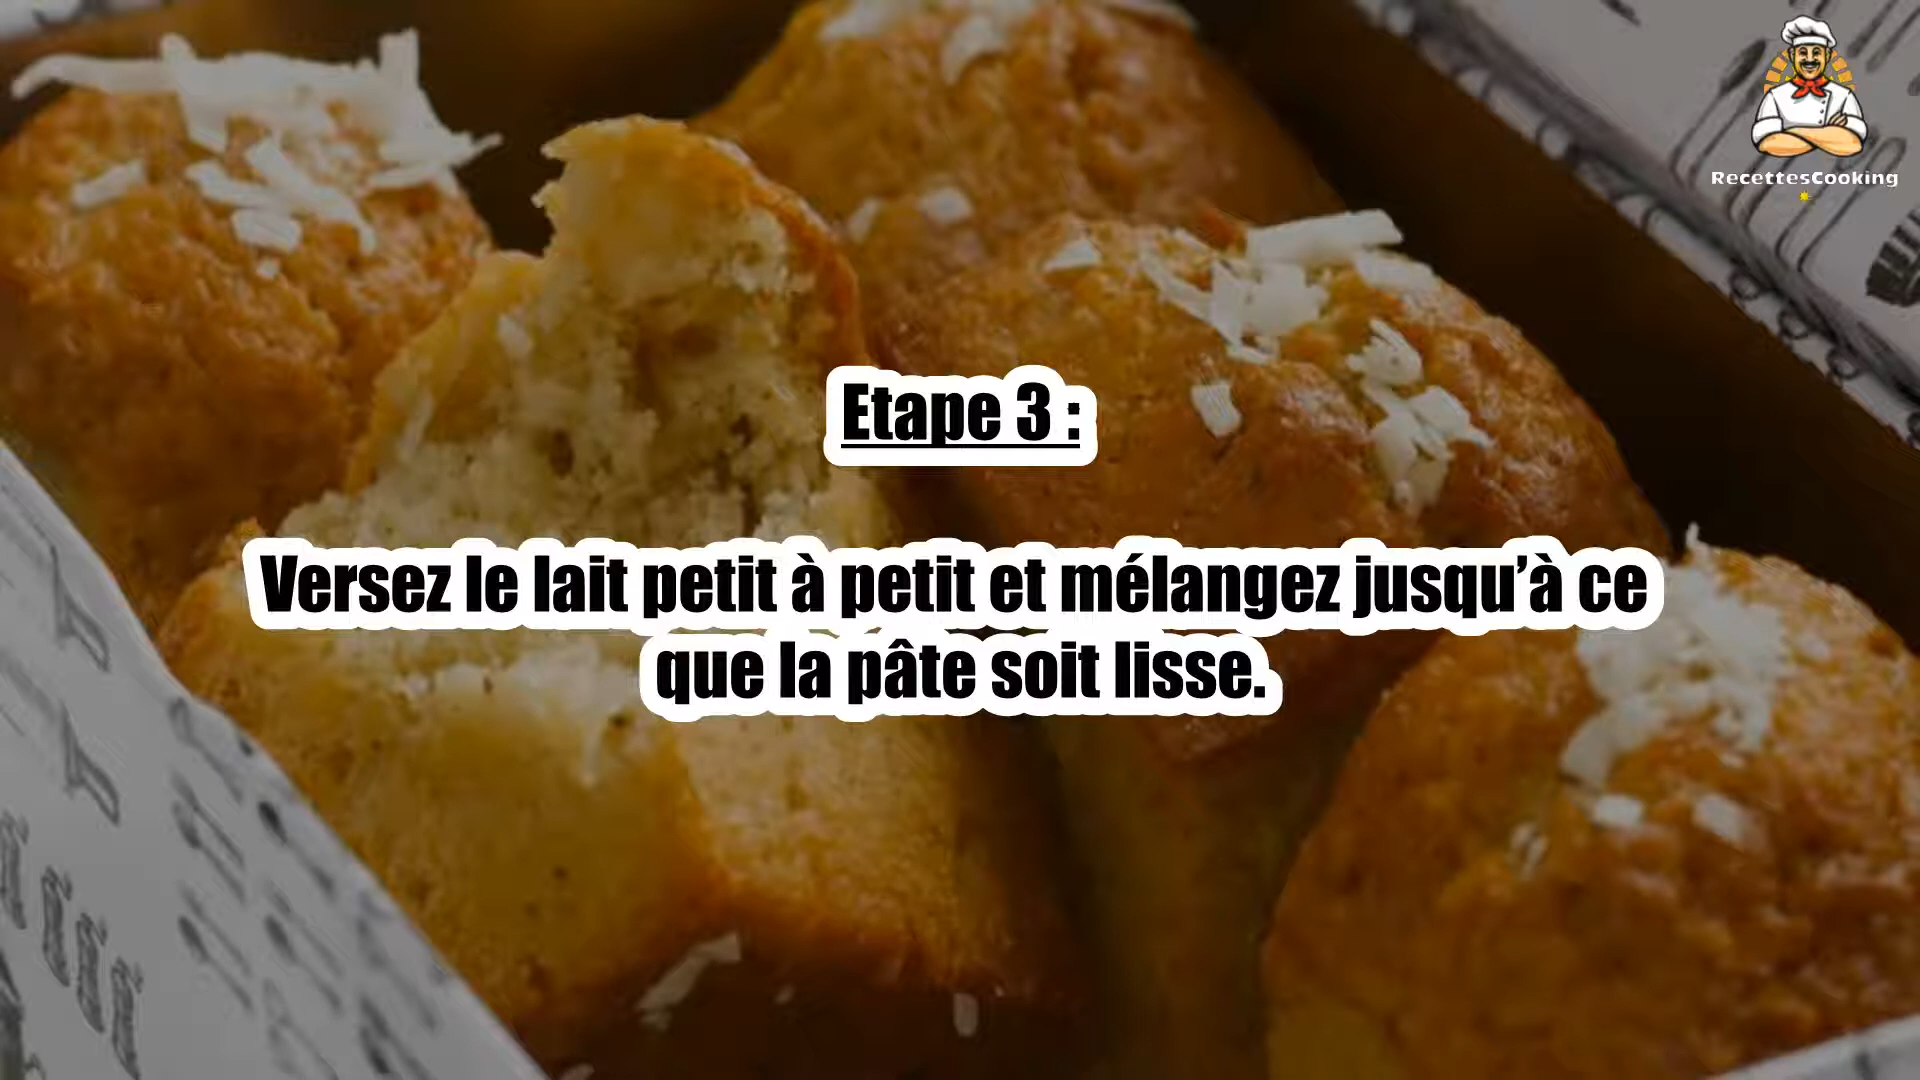 RecettesCooking
Etape 3 :
Versez le lait petit à petit et mélangez jusqu’à ce
que la pâte soit lisse.